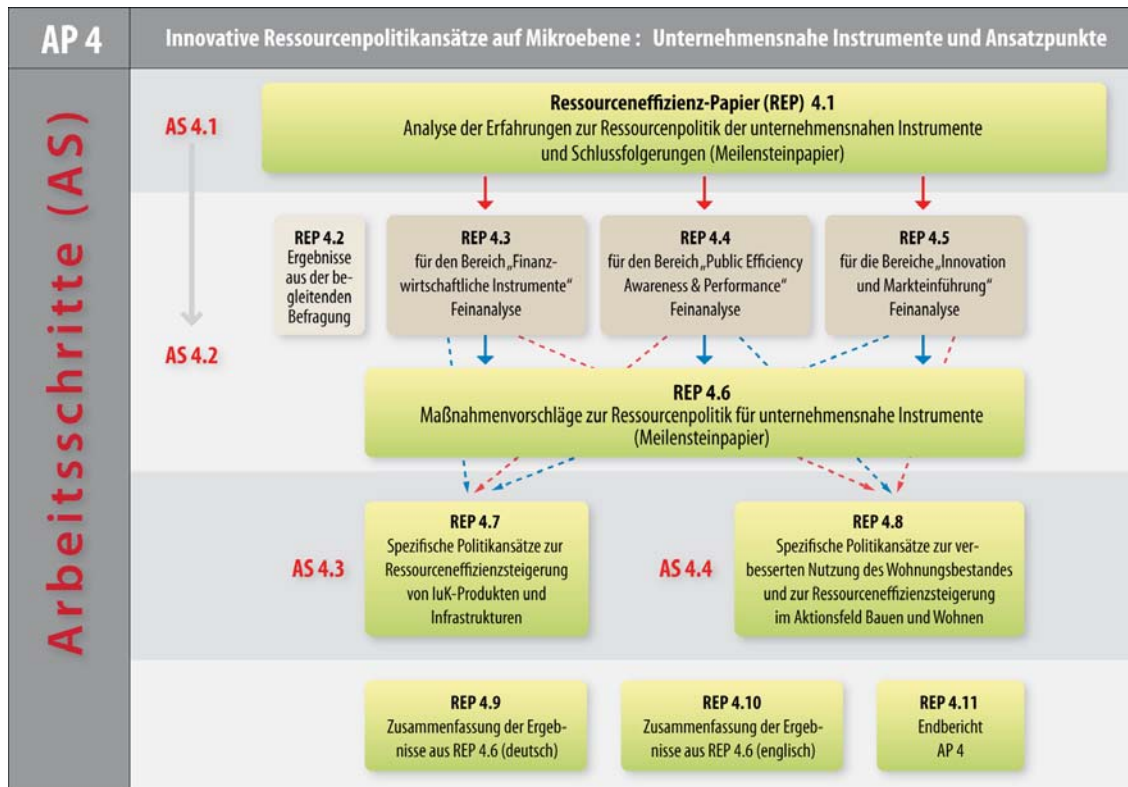 AP 4
Innovative Ressourcenpolitikansätze auf Mikroebene : Unternehmensnahe Instrumente und Ansatzpunkte
Arbeitsschritte (AS)
AS 4.1
Ressourceneffizienz-Papier (REP) 4.1
Analyse der Erfahrungen zur Ressourcenpolitik der unternehmensnahen Instrumente
und Schlussfolgerungen (Meilensteinpapier)
AS 4.2
REP 4.2
Ergebnisse
aus der be-
gleitenden
Befragung
REP 4.3
für den Bereich „Finanz-
wirtschaftliche Instrumente“
Feinanalyse
REP 4.4
für den Bereich „Public Efficiency
Awareness & Performance“
Feinanalyse
REP 4.5
für die Bereiche „Innovation
und Markteinführung“
Feinanalyse
REP 4.6
Maßnahmenvorschläge zur Ressourcenpolitik für unternehmensnahe Instrumente
(Meilensteinpapier)
AS 4.3
REP 4.7
Spezifische Politikansätze zur
Ressourceneffizienzsteigerung
von IuK-Produkten und
Infrastrukturen
AS 4.4
REP 4.8
Spezifische Politikansätze zur ver-
besserten Nutzung des Wohnungsbestandes
und zur Ressourceneffizienzsteigerung
im Aktionsfeld Bauen und Wohnen
REP 4.9
Zusammenfassung der Ergeb-
nisse aus REP 4.6 (deutsch)
REP 4.10
Zusammenfassung der Ergeb-
nisse aus REP 4.6 (englisch)
REP 4.11
Endbericht
AP 4